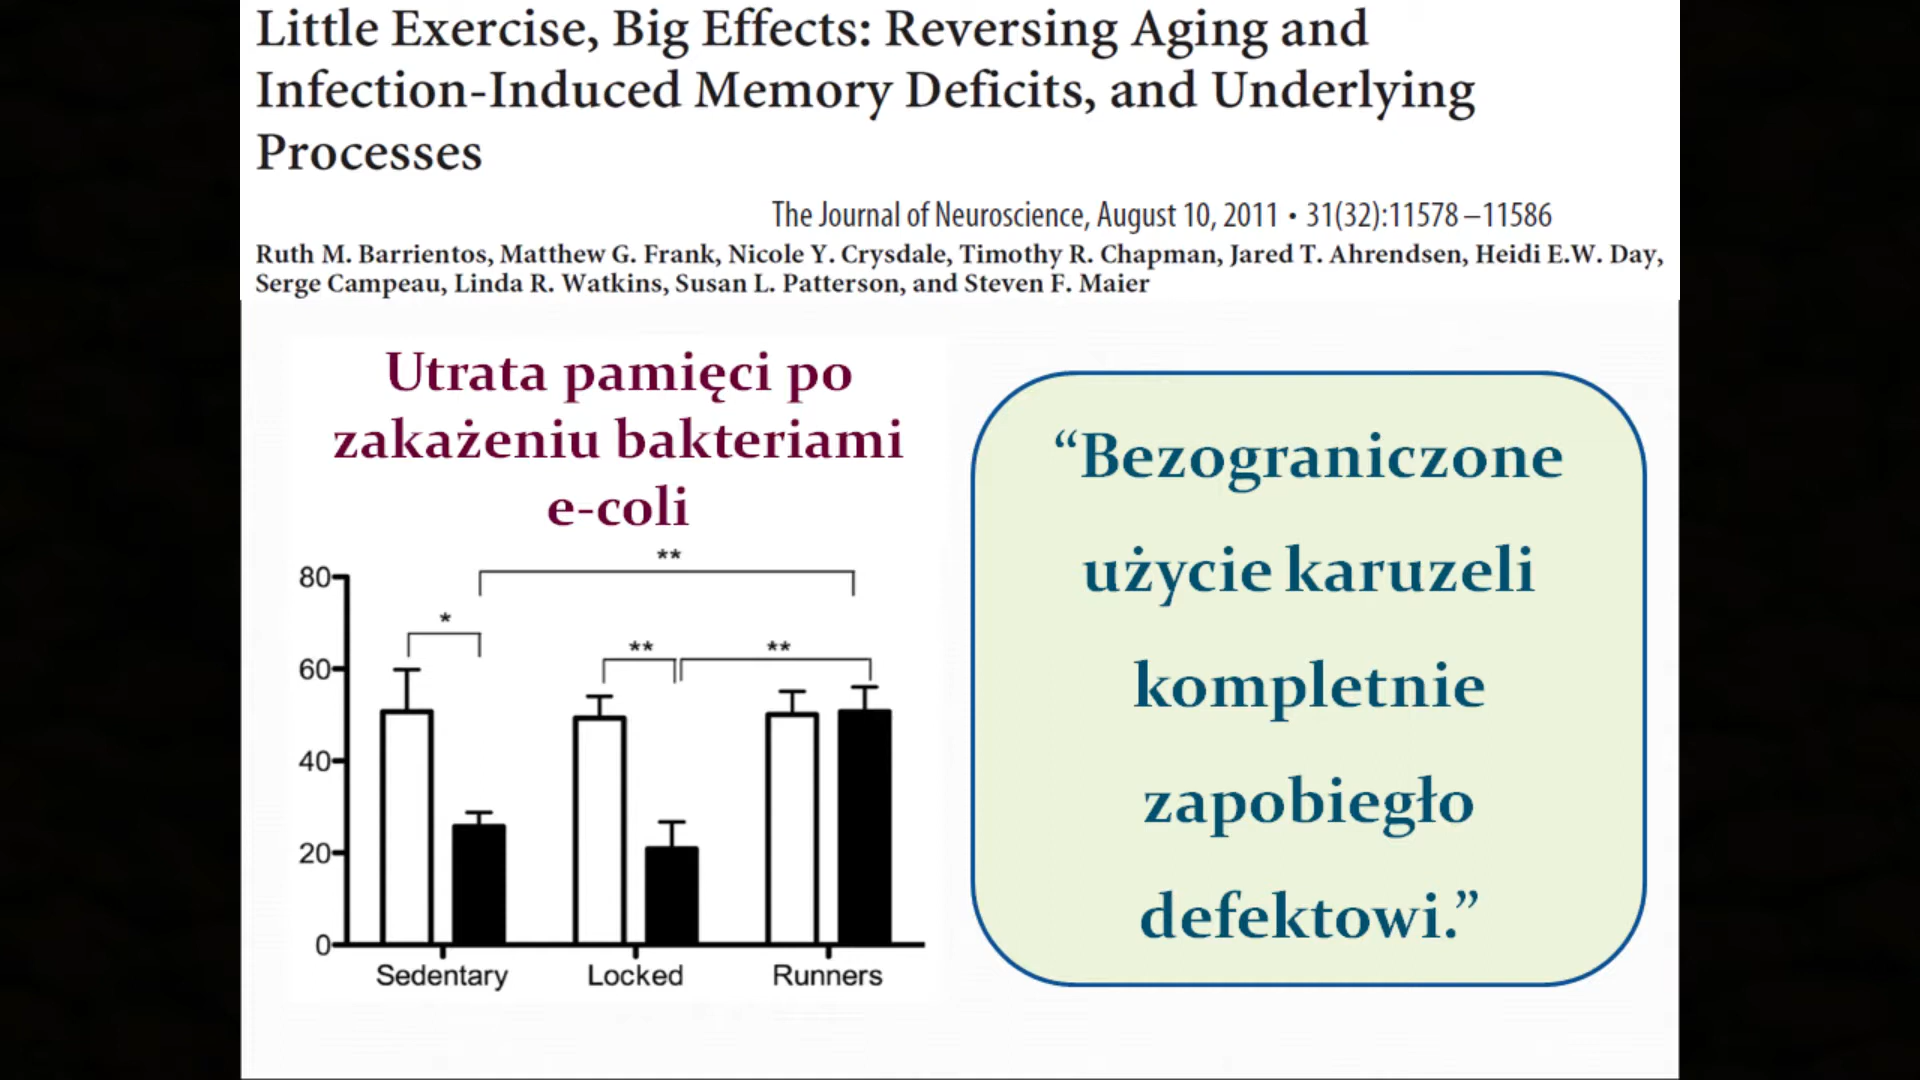 Little Exercise, Big Effects: Reversing Aging and
Infection-Induced Memory Deficits, and Underlying
Processes
The Journal of Neuroscience, August 10, 2011 • 31(32):11578–11586
Ruth M. Barrientos, Matthew G. Frank, Nicole Y. Crysdale, Timothy R. Chapman, Jared T. Ahrendsen, Heidi E.W. Day,
Serge Campeau, Linda R. Watkins, Susan L. Patterson, and Steven F. Maier
Utrata pamięci po
zakażeniu bakteriami
e-coli
**
80
*
**
**
60
40
20
0
Sedentary
Locked
Runners
“Bezograniczone
użycie karuzeli
kompletnie
zapobiegło
defektowi.”